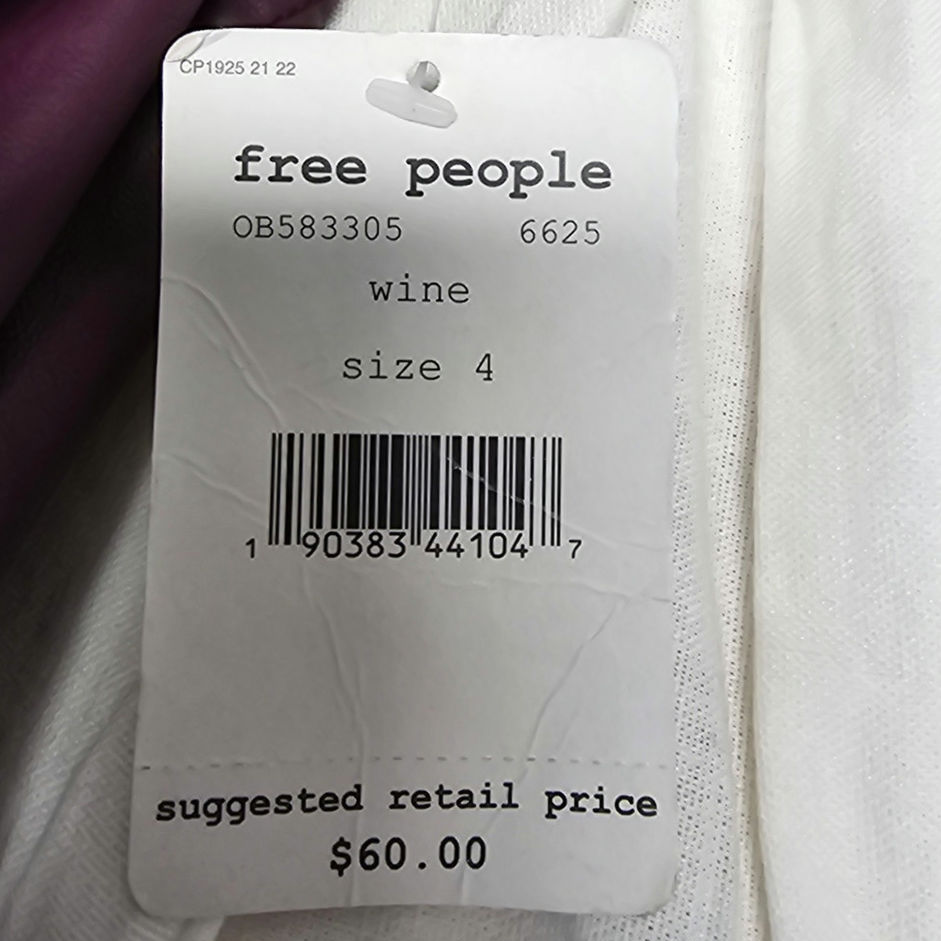 CP1925 21 22
free people
OB583305 6625
wine
size 4
1 90383 44104 7
suggested retail price
$60.00